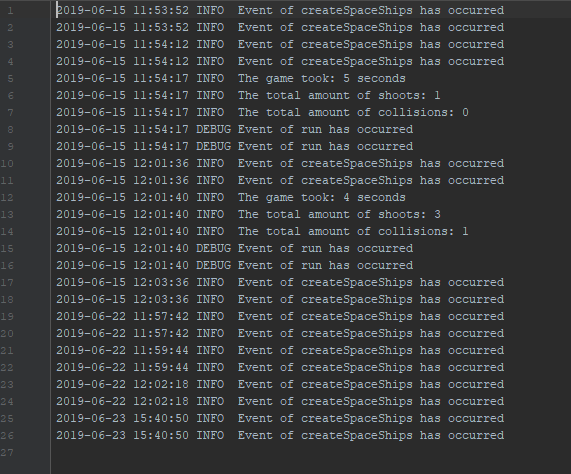 1 2019-06-15 11:53:52 INFO  Event of createSpaceShips has occurred
2 2019-06-15 11:53:52 INFO  Event of createSpaceShips has occurred
3 2019-06-15 11:54:12 INFO  Event of createSpaceShips has occurred
4 2019-06-15 11:54:12 INFO  Event of createSpaceShips has occurred
5 2019-06-15 11:54:17 INFO  The game took: 5 seconds
6 2019-06-15 11:54:17 INFO  The total amount of shoots: 1
7 2019-06-15 11:54:17 INFO  The total amount of collisions: 0
8 2019-06-15 11:54:17 DEBUG Event of run has occurred
9 2019-06-15 11:54:17 DEBUG Event of run has occurred
10 2019-06-15 12:01:36 INFO  Event of createSpaceShips has occurred
11 2019-06-15 12:01:36 INFO  Event of createSpaceShips has occurred
12 2019-06-15 12:01:40 INFO  The game took: 4 seconds
13 2019-06-15 12:01:40 INFO  The total amount of shoots: 3
14 2019-06-15 12:01:40 INFO  The total amount of collisions: 1
15 2019-06-15 12:01:40 DEBUG Event of run has occurred
16 2019-06-15 12:01:40 DEBUG Event of run has occurred
17 2019-06-15 12:03:36 INFO  Event of createSpaceShips has occurred
18 2019-06-15 12:03:36 INFO  Event of createSpaceShips has occurred
19 2019-06-22 11:57:42 INFO  Event of createSpaceShips has occurred
20 2019-06-22 11:57:42 INFO  Event of createSpaceShips has occurred
21 2019-06-22 11:59:44 INFO  Event of createSpaceShips has occurred
22 2019-06-22 11:59:44 INFO  Event of createSpaceShips has occurred
23 2019-06-22 12:02:18 INFO  Event of createSpaceShips has occurred
24 2019-06-22 12:02:18 INFO  Event of createSpaceShips has occurred
25 2019-06-23 15:40:50 INFO  Event of createSpaceShips has occurred
26 2019-06-23 15:40:50 INFO  Event of createSpaceShips has occurred
27